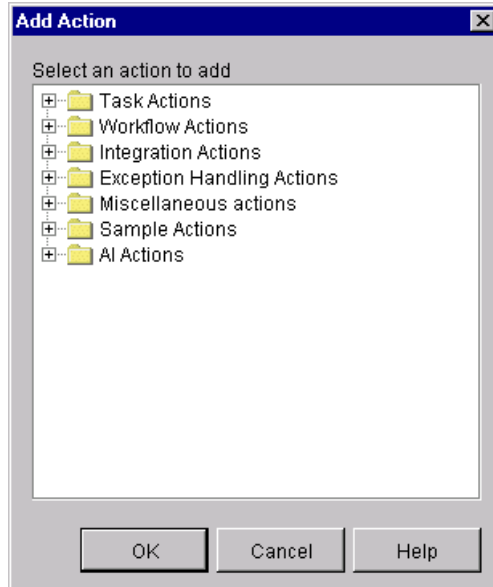 Add Action
Select an action to add
Task Actions
Workflow Actions
Integration Actions
Exception Handling Actions
Miscellaneous actions
Sample Actions
AI Actions
OK Cancel Help